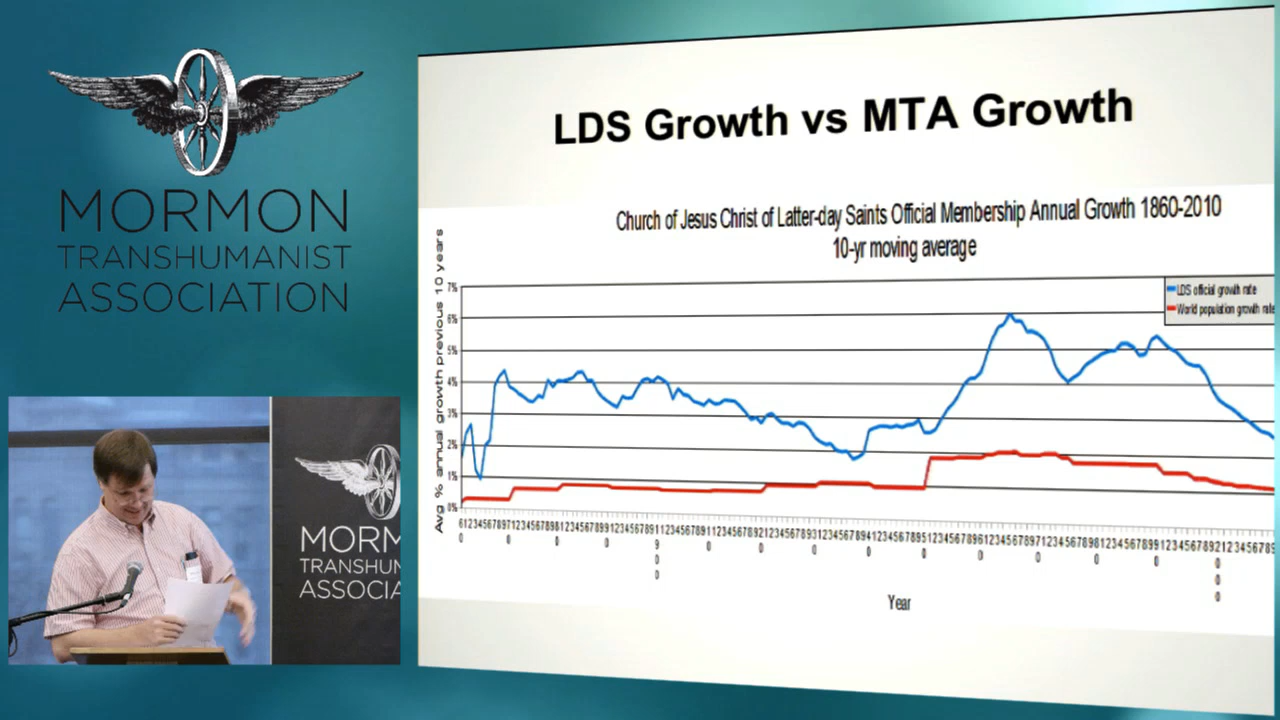 MORMON
TRANSHUMANIST
ASSOCIATION
LDS Growth vs MTA Growth
Church of Jesus Christ of Latter-day Saints Official Membership Annual Growth 1860-2010
10-yr moving average
Avg % annual growth previous 10 years
7%
6%
5%
4%
3%
2%
1%
0%
LDS official growth rate
World population growth rate
Year
MORM
TRANSHUM
ASSOCIA